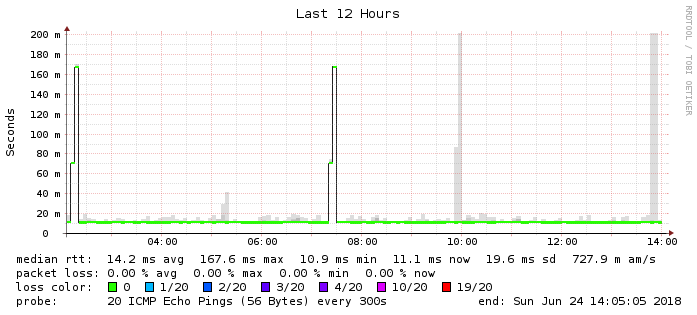 Last 12 Hours
RRDTOOL / TOBI OETIKER
Seconds
200 m
180 m
160 m
140 m
120 m
100 m
80 m
60 m
40 m
20 m
0
04:00 06:00 08:00 10:00 12:00 14:00
median rtt: 14.2 ms avg 167.6 ms max 10.9 ms min 11.1 ms now 19.6 ms sd 727.9 m am/s
packet loss: 0.00 % avg 0.00 % max 0.00 % min 0.00 % now
loss color: 0 1/20 2/20 3/20 4/20 10/20 19/20
probe: 20 ICMP Echo Pings (56 Bytes) every 300s end: Sun Jun 24 14:05:05 2018